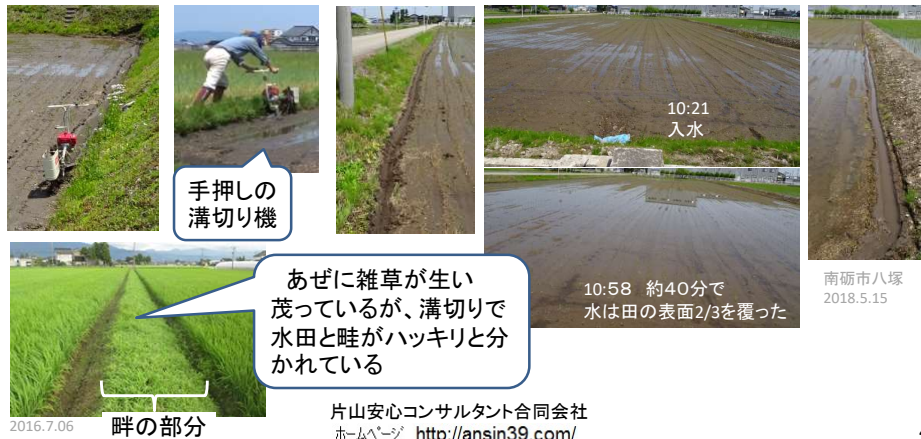 10:21
入水
手押しの
溝切り機
あぜに雑草が生い
茂っているが、溝切りで
水田と畦がハッキリと分
かれている
10:58 約40分で
水は田の表面2/3を覆った
南砺市八塚
2018.5.15
2016.7.06
畔の部分
片山安心コンサルタント合同会社
ホームページ http://ansin39.com/